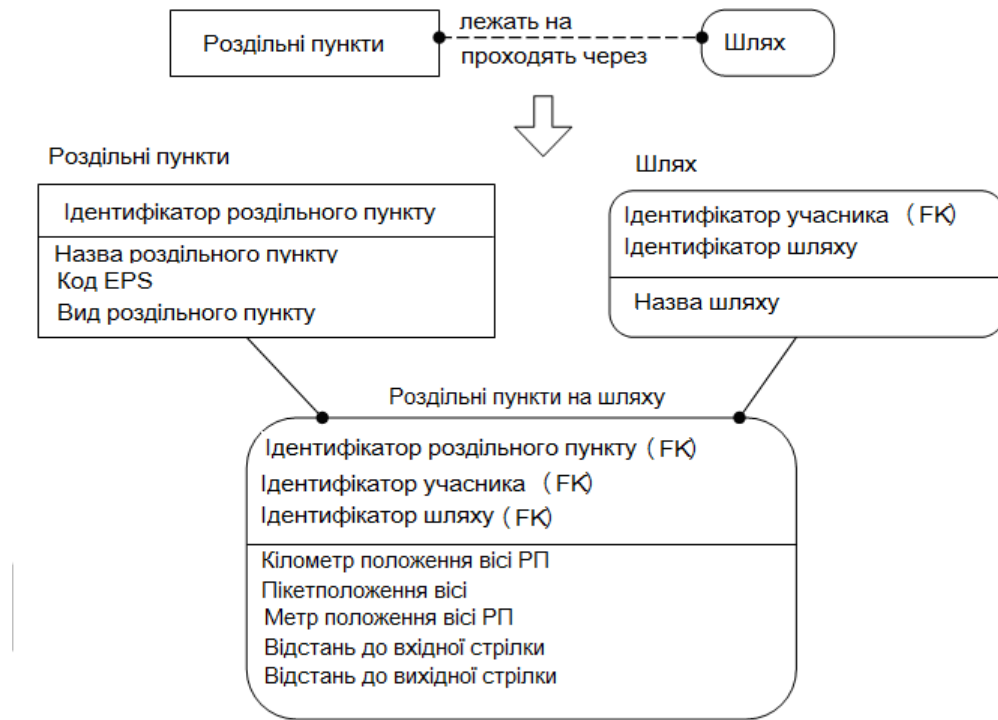 Роздільні пункти
лежать на
проходять через
Шлях
Роздільні пункти
Ідентифікатор роздільного пункту
Назва роздільного пункту
Код EPS
Вид роздільного пункту
Шлях
Ідентифікатор учасника (FK)
Ідентифікатор шляху
Назва шляху
Роздільні пункти на шляху
Ідентифікатор роздільного пункту (FK)
Ідентифікатор учасника (FK)
Ідентифікатор шляху (FK)
Кілометр положення вісі РП
Пікетположення вісі
Метр положення вісі РП
Відстань до вхідної стрілки
Відстань до вихідної стрілки